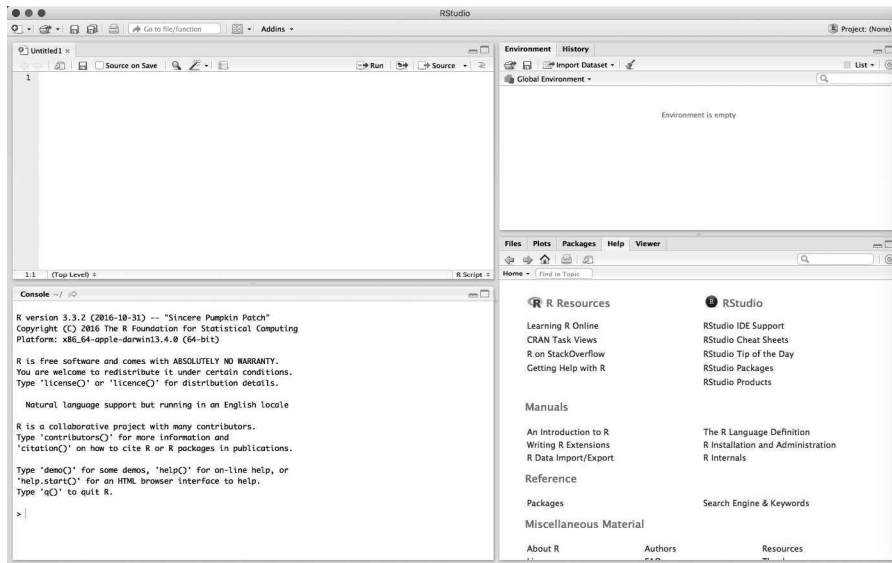 RStudio
Go to file/function Addins Project: (None)
Untitled1
Source on Save Run Source
1
1:1 (Top Level) R Script
Console ~/
R version 3.3.2 (2016-10-31) -- "Sincere Pumpkin Patch"
Copyright (C) 2016 The R Foundation for Statistical Computing
Platform: x86_64-apple-darwin13.4.0 (64-bit)
R is free software and comes with ABSOLUTELY NO WARRANTY.
You are welcome to redistribute it under certain conditions.
Type 'license()' or 'licence()' for distribution details.
Natural language support but running in an English locale
R is a collaborative project with many contributors.
Type 'contributors()' for more information and
'citation()' on how to cite R or R packages in publications.
Type 'demo()' for some demos, 'help()' for on-line help, or
'help.start()' for an HTML browser interface to help.
Type 'q()' to quit R.
>
Environment History
Import Dataset List
Global Environment
Environment is empty
Files Plots Packages Help Viewer
Home Find in Topic
R R Resources R RStudio
Learning R Online RStudio IDE Support
CRAN Task Views RStudio Cheat Sheets
R on StackOverflow RStudio Tip of the Day
Getting Help with R RStudio Packages
RStudio Products
Manuals
An Introduction to R The R Language Definition
Writing R Extensions R Installation and Administration
R Data Import/Export R Internals
Reference
Packages Search Engine & Keywords
Miscellaneous Material
About R Authors Resources